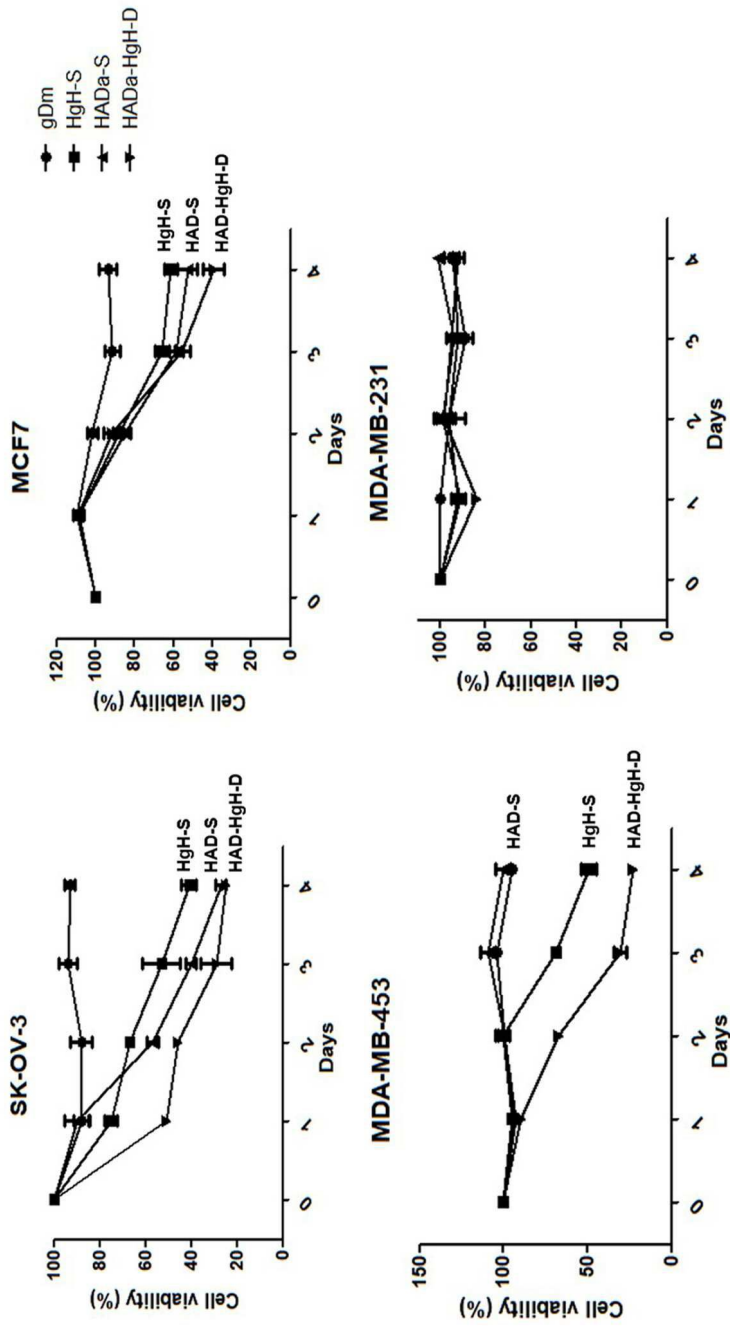 SK-OV-3
Cell viability (%)
100
80
60
40
20
0
0 1 2 3 4
Days
HgH-S
HAD-S
HAD-HgH-D
MCF7
Cell viability (%)
120
100
80
60
40
20
0
0 1 2 3 4
Days
HgH-S
HAD-S
HAD-HgH-D
gDm
HgH-S
HADa-S
HADa-HgH-D
MDA-MB-453
Cell viability (%)
150
100
50
0
0 1 2 3 4
Days
HAD-S
HgH-S
HAD-HgH-D
MDA-MB-231
Cell viability (%)
100
80
60
40
20
0
0 1 2 3 4
Days